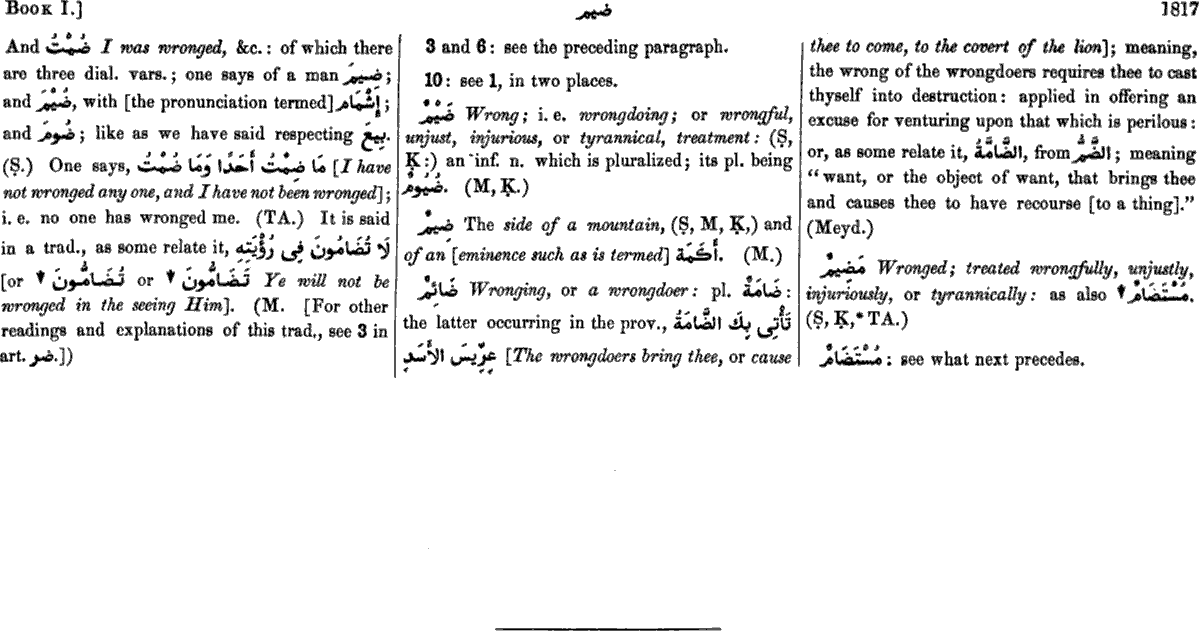 BOOK I.]
ضيم
1817
And ضُمْتُ I was wronged, &c.: of which there
are three dial. vars.; one says of a man ضِيمَ;
and ضُيْمَ, with [the pronunciation termed] إِشْمَام;
and ضُومَ; like as we have said respecting بِيعَ.
(Ṣ.) One says, مَا ضِمْتُ أَحَدًا وَمَا ضُمْتُ [I have
not wronged any one, and I have not been wronged];
i. e. no one has wronged me. (TA.) It is said
in a trad., as some relate it, لَا تُضَامُونَ فِى رُؤْيَتِهِ
[or تُضَامُّونَ ↓ or تَضَامُّونَ ↓ Ye will not be
wronged in the seeing Him]. (M. [For other
readings and explanations of this trad., see 3 in
art. ضر.])
3 and 6: see the preceding paragraph.
10: see 1, in two places.
ضَيْمٌ Wrong; i. e. wrongdoing; or wrongful,
unjust, injurious, or tyrannical, treatment: (Ṣ,
Ḳ:) an inf. n. which is pluralized; its pl. being
ضُيُومٌ. (M, Ḳ.)
ضِيمٌ The side of a mountain, (Ṣ, M, Ḳ,) and
of an [eminence such as is termed] أَكَمَة. (M.)
ضَائِمٌ Wronging, or a wrongdoer: pl. ضَامَةٌ:
the latter occurring in the prov., تَأْتِى بِكَ الضَّامَةُ
عِرِّيسَ الأَسَدِ [The wrongdoers bring thee, or cause
thee to come, to the covert of the lion]; meaning,
the wrong of the wrongdoers requires thee to cast
thyself into destruction: applied in offering an
excuse for venturing upon that which is perilous:
or, as some relate it, الضَّامَّةُ, from الضَّمُّ; meaning
“want, or the object of want, that brings thee
and causes thee to have recourse [to a thing].”
(Meyd.)
مَضِيمٌ Wronged; treated wrongfully, unjustly,
injuriously, or tyrannically: as also مُسْتَضَامٌ ↓.
(Ṣ, Ḳ,* TA.)
مُسْتَضَامٌ: see what next precedes.